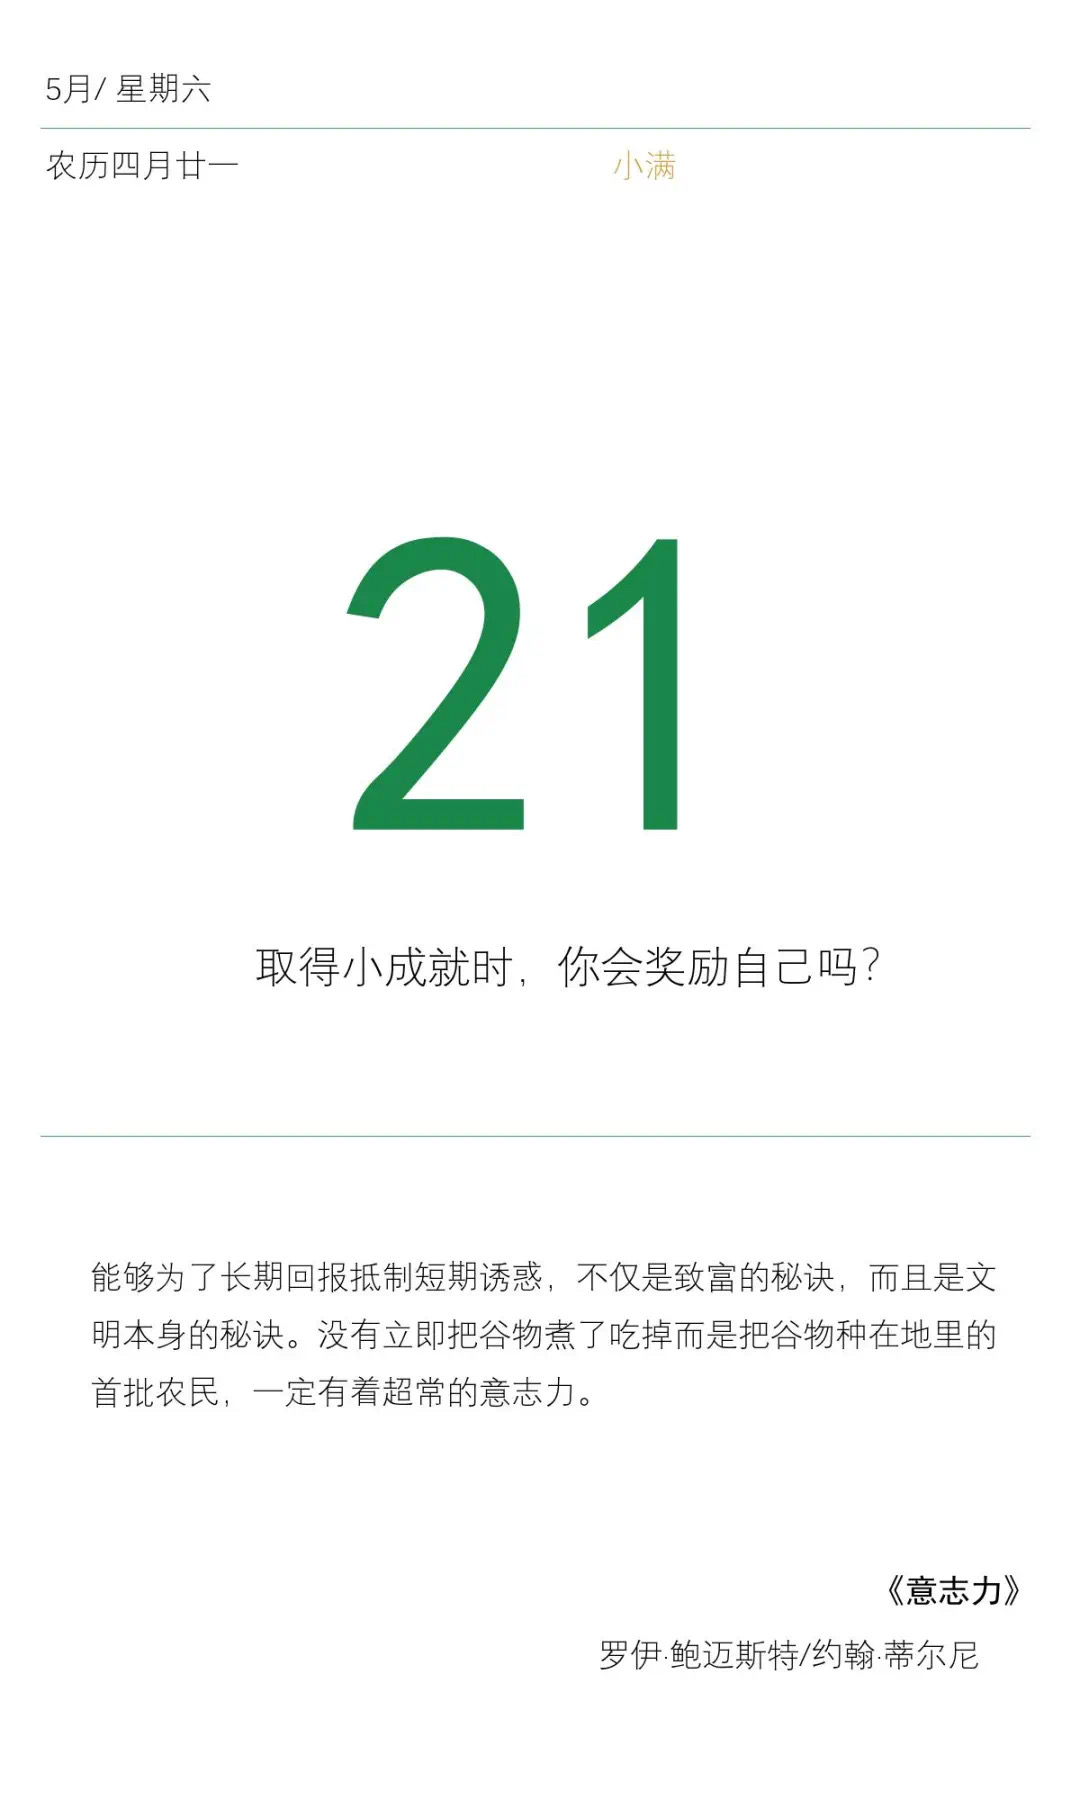 5月/ 星期六
农历四月廿一
小满
21
取得小成就时，你会奖励自己吗？
能够为了长期回报抵制短期诱惑，不仅是致富的秘诀，而且是文
明本身的秘诀。没有立即把谷物煮了吃掉而是把谷物种在地里的
首批农民，一定有着超常的意志力。
《意志力》
罗伊·鲍迈斯特/约翰·蒂尔尼